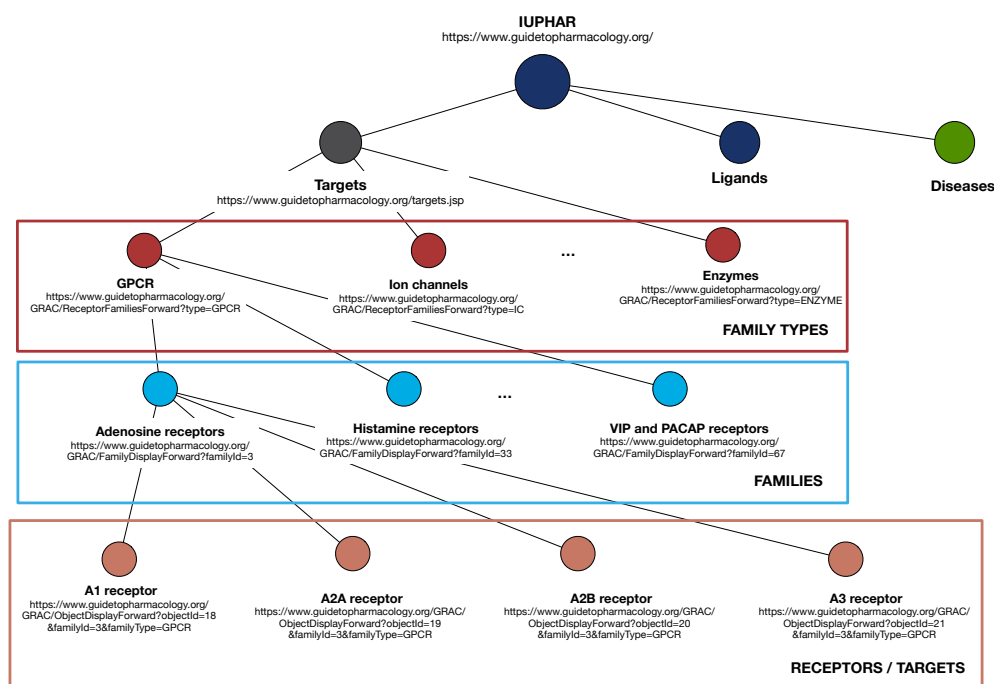 IUPHAR
https://www.guidetopharmacology.org/
Targets
https://www.guidetopharmacology.org/targets.jsp
Ligands
Diseases
GPCR
https://www.guidetopharmacology.org/
GRAC/ReceptorFamiliesForward?type=GPCR
Ion channels
https://www.guidetopharmacology.org/
GRAC/ReceptorFamiliesForward?type=IC
...
Enzymes
https://www.guidetopharmacology.org/
GRAC/ReceptorFamiliesForward?type=ENZYME
FAMILY TYPES
Adenosine receptors
https://www.guidetopharmacology.org/
GRAC/FamilyDisplayForward?familyId=3
Histamine receptors
https://www.guidetopharmacology.org/
GRAC/FamilyDisplayForward?familyId=33
...
VIP and PACAP receptors
https://www.guidetopharmacology.org/
GRAC/FamilyDisplayForward?familyId=67
FAMILIES
A1 receptor
https://www.guidetopharmacology.org/
GRAC/ObjectDisplayForward?objectId=18
&familyId=3&familyType=GPCR
A2A receptor
https://www.guidetopharmacology.org/GRAC/
ObjectDisplayForward?objectId=19
&familyId=3&familyType=GPCR
A2B receptor
https://www.guidetopharmacology.org/GRAC/
ObjectDisplayForward?objectId=20
&familyId=3&familyType=GPCR
A3 receptor
https://www.guidetopharmacology.org/GRAC/
ObjectDisplayForward?objectId=21
&familyId=3&familyType=GPCR
RECEPTORS / TARGETS